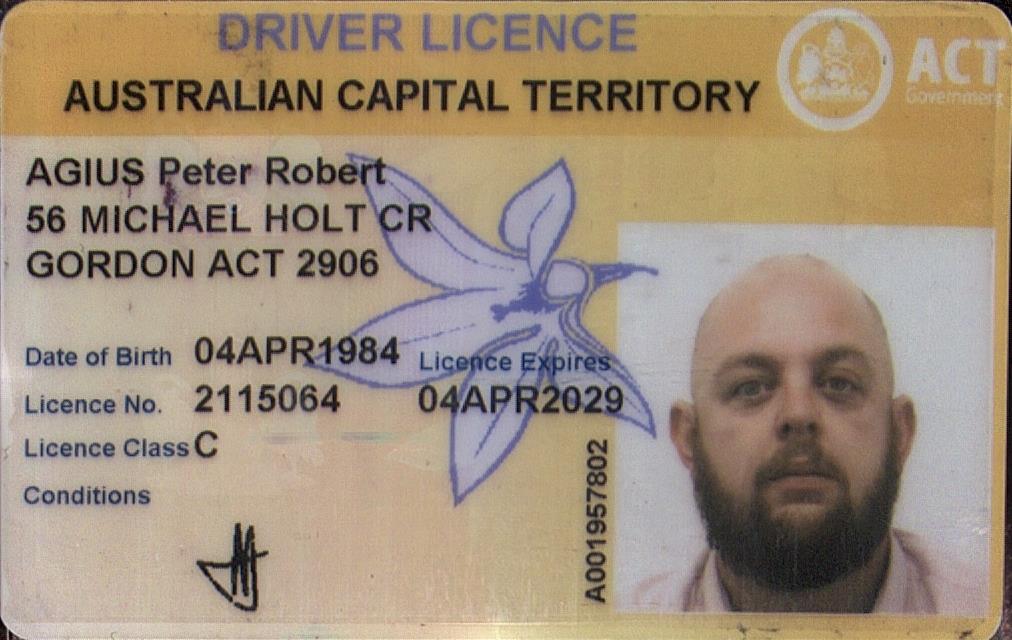 DRIVER LICENCE
AUSTRALIAN CAPITAL TERRITORY
ACT
Government
AGIUS Peter Robert
56 MICHAEL HOLT CR
GORDON ACT 2906
Date of Birth 04APR1984
Licence Expires
Licence No. 2115064
04APR2029
Licence Class C
Conditions
A001957802